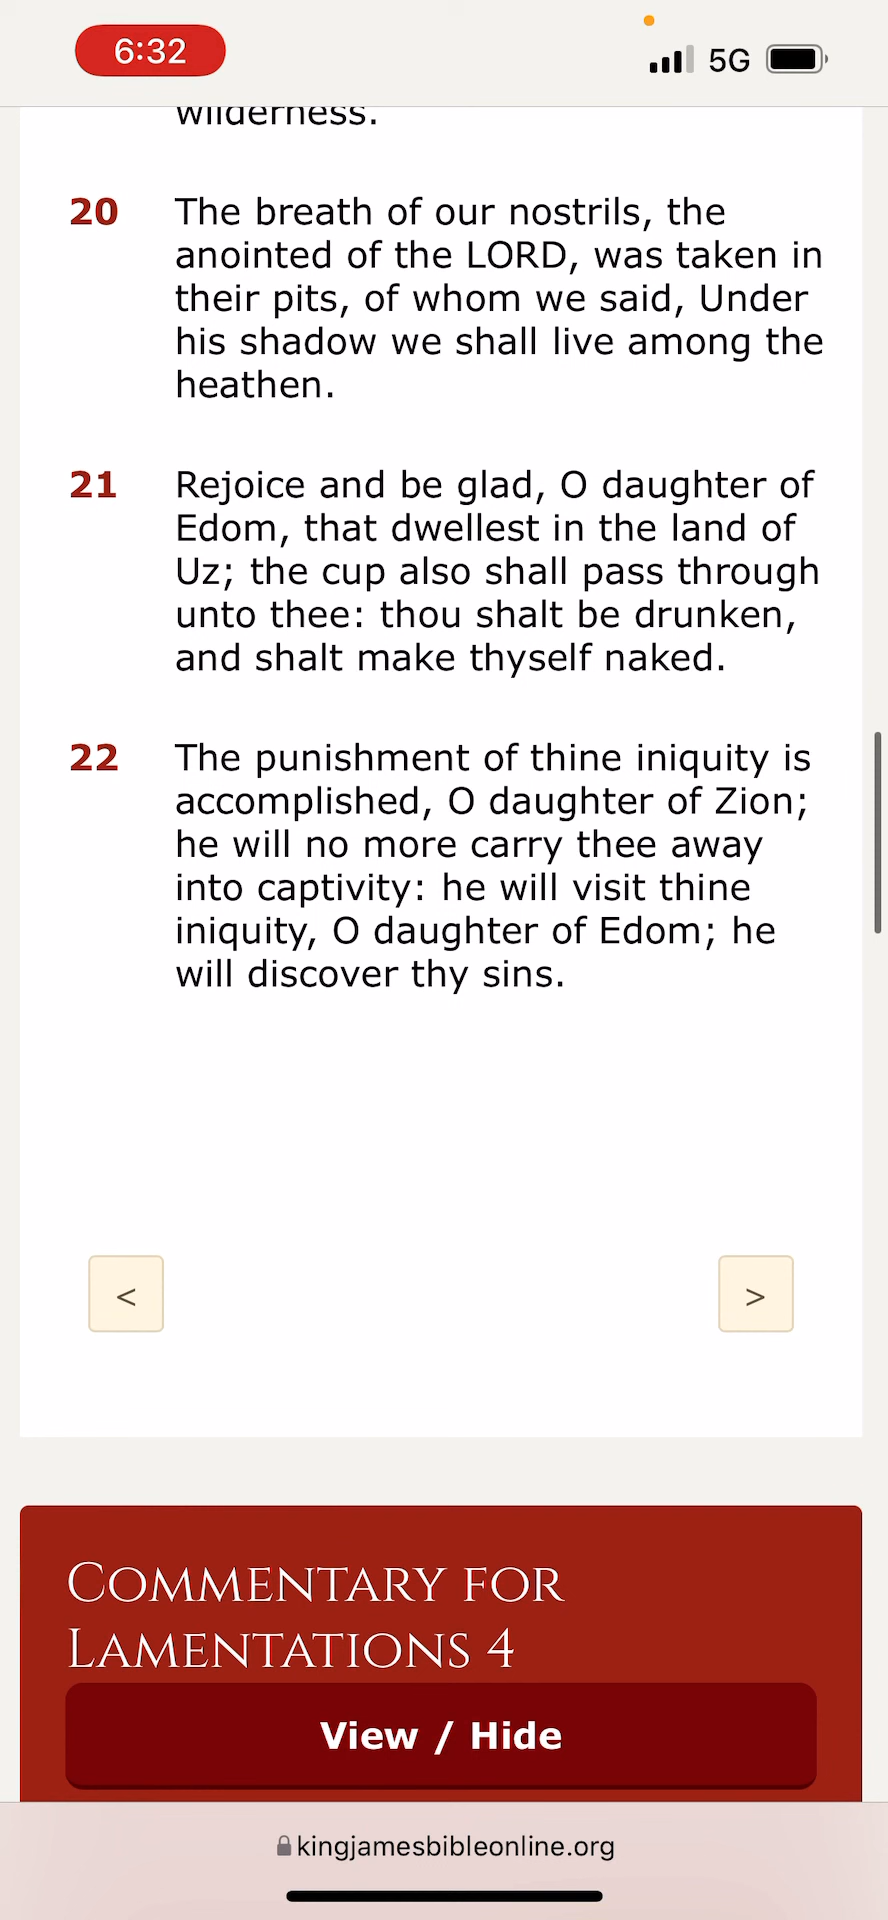 6:32
5G
wilderness.
20 The breath of our nostrils, the
anointed of the LORD, was taken in
their pits, of whom we said, Under
his shadow we shall live among the
heathen.
21 Rejoice and be glad, O daughter of
Edom, that dwellest in the land of
Uz; the cup also shall pass through
unto thee: thou shalt be drunken,
and shalt make thyself naked.
22 The punishment of thine iniquity is
accomplished, O daughter of Zion;
he will no more carry thee away
into captivity: he will visit thine
iniquity, O daughter of Edom; he
will discover thy sins.
< >
COMMENTARY FOR
LAMENTATIONS 4
View / Hide
kingjamesbibleonline.org